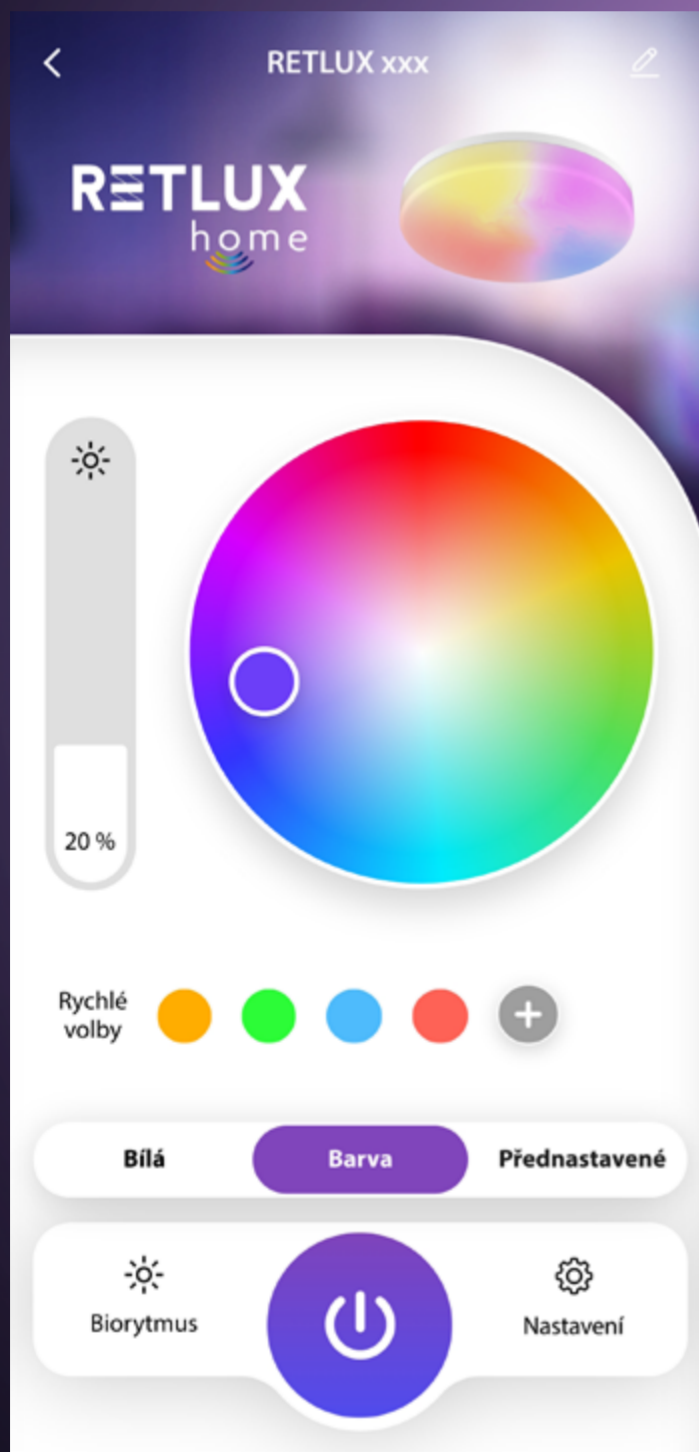 RETLUX xxx
RETLUX
home
20 %
Rychlé
volby
Bílá
Barva
Přednastavené
Biorytmus
Nastavení